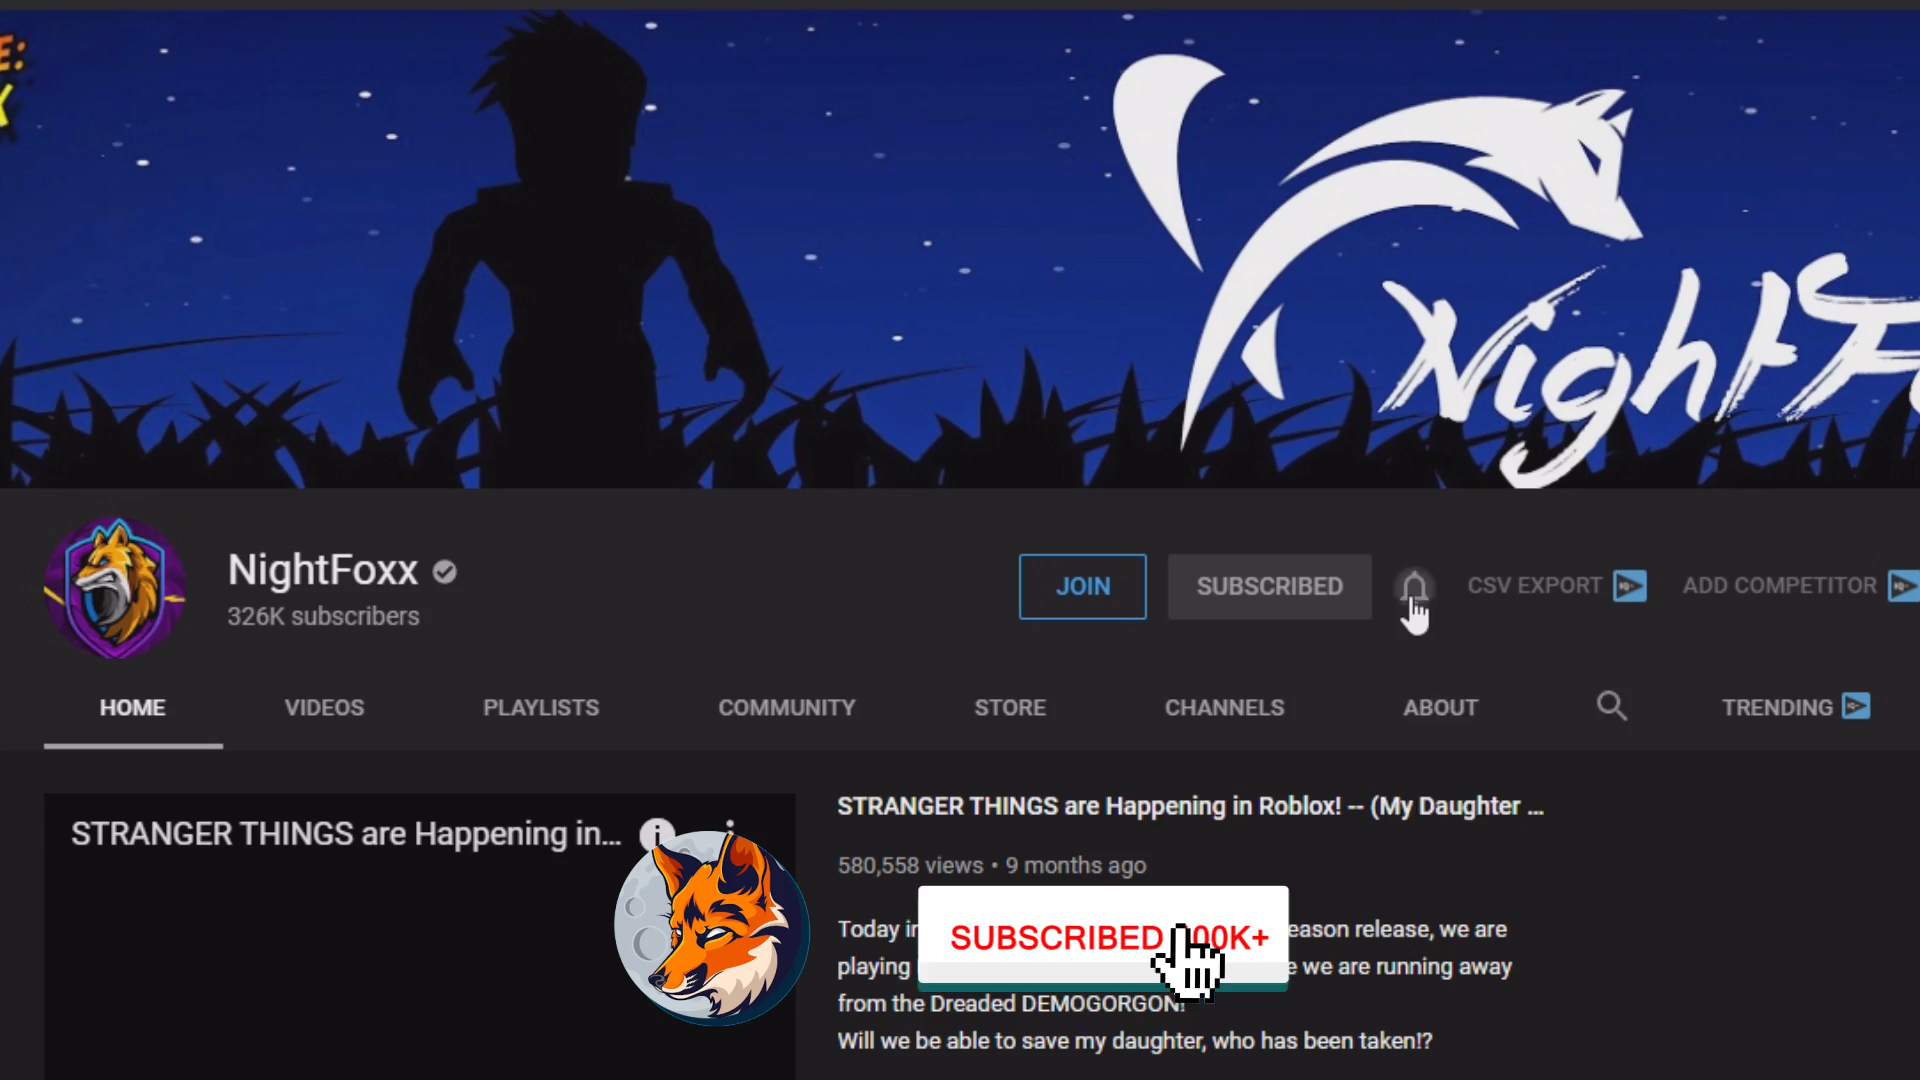 E:
X
NightF
NightFoxx
326K subscribers
JOIN
SUBSCRIBED
CSV EXPORT
ADD COMPETITOR
HOME
VIDEOS
PLAYLISTS
COMMUNITY
STORE
CHANNELS
ABOUT
TRENDING
STRANGER THINGS are Happening in...
STRANGER THINGS are Happening in Roblox! -- (My Daughter ...
580,558 views • 9 months ago
Today in
eason release, we are
playing
e we are running away
from the Dreaded DEMOGORGON!
Will we be able to save my daughter, who has been taken!?
SUBSCRIBED 00K+